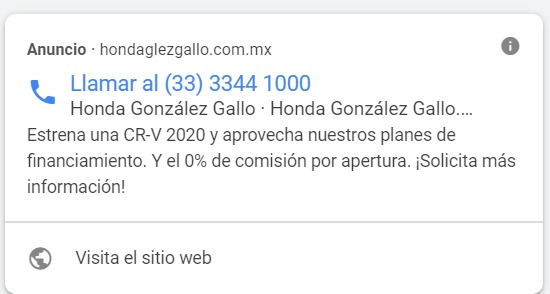 Anuncio · hondaglezgallo.com.mx
Llamar al (33) 3344 1000
Honda González Gallo · Honda González Gallo....
Estrena una CR-V 2020 y aprovecha nuestros planes de
financiamiento. Y el 0% de comisión por apertura. ¡Solicita más
información!
Visita el sitio web